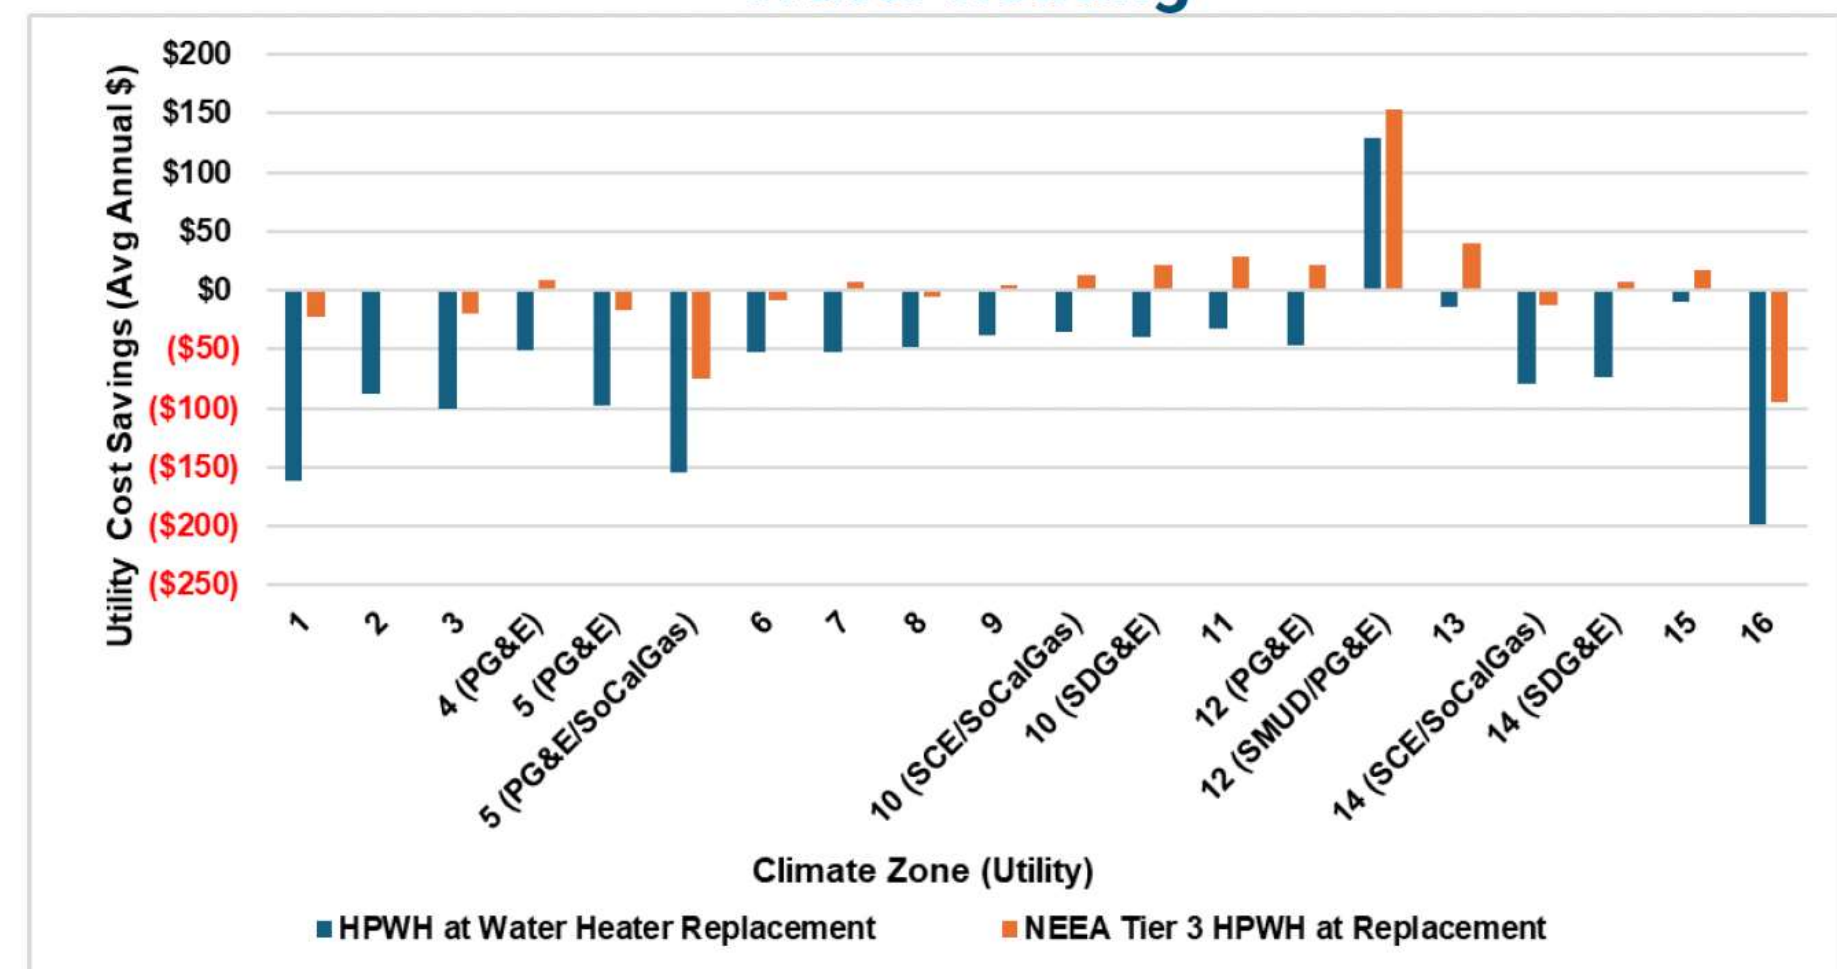 $200
$150
$100
$50
$0
($50)
($100)
($150)
($200)
($250)
Utility Cost Savings (Avg Annual $)
1
2
3
4 (PG&E)
5 (PG&E)
5 (PG&E/SoCalGas)
6
7
8
9
10 (SCE/SoCalGas)
10 (SDG&E)
11
12 (PG&E)
12 (SMUD/PG&E)
13
14 (SCE/SoCalGas)
14 (SDG&E)
15
16
Climate Zone (Utility)
HPWH at Water Heater Replacement
NEEA Tier 3 HPWH at Replacement